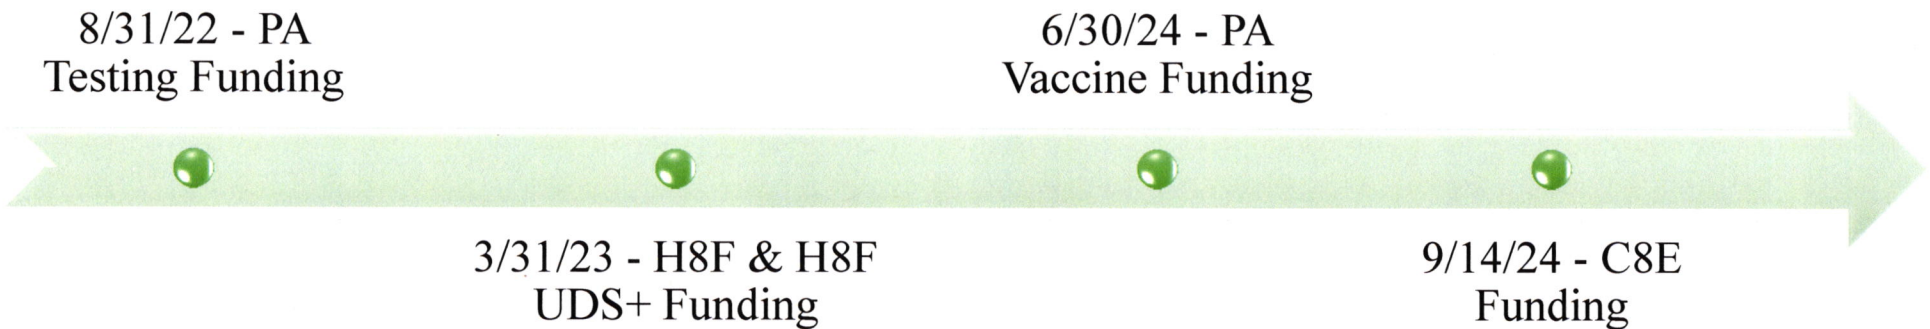 8/31/22 - PA
Testing Funding
3/31/23 - H8F & H8F
UDS+ Funding
6/30/24 - PA
Vaccine Funding
9/14/24 - C8E
Funding